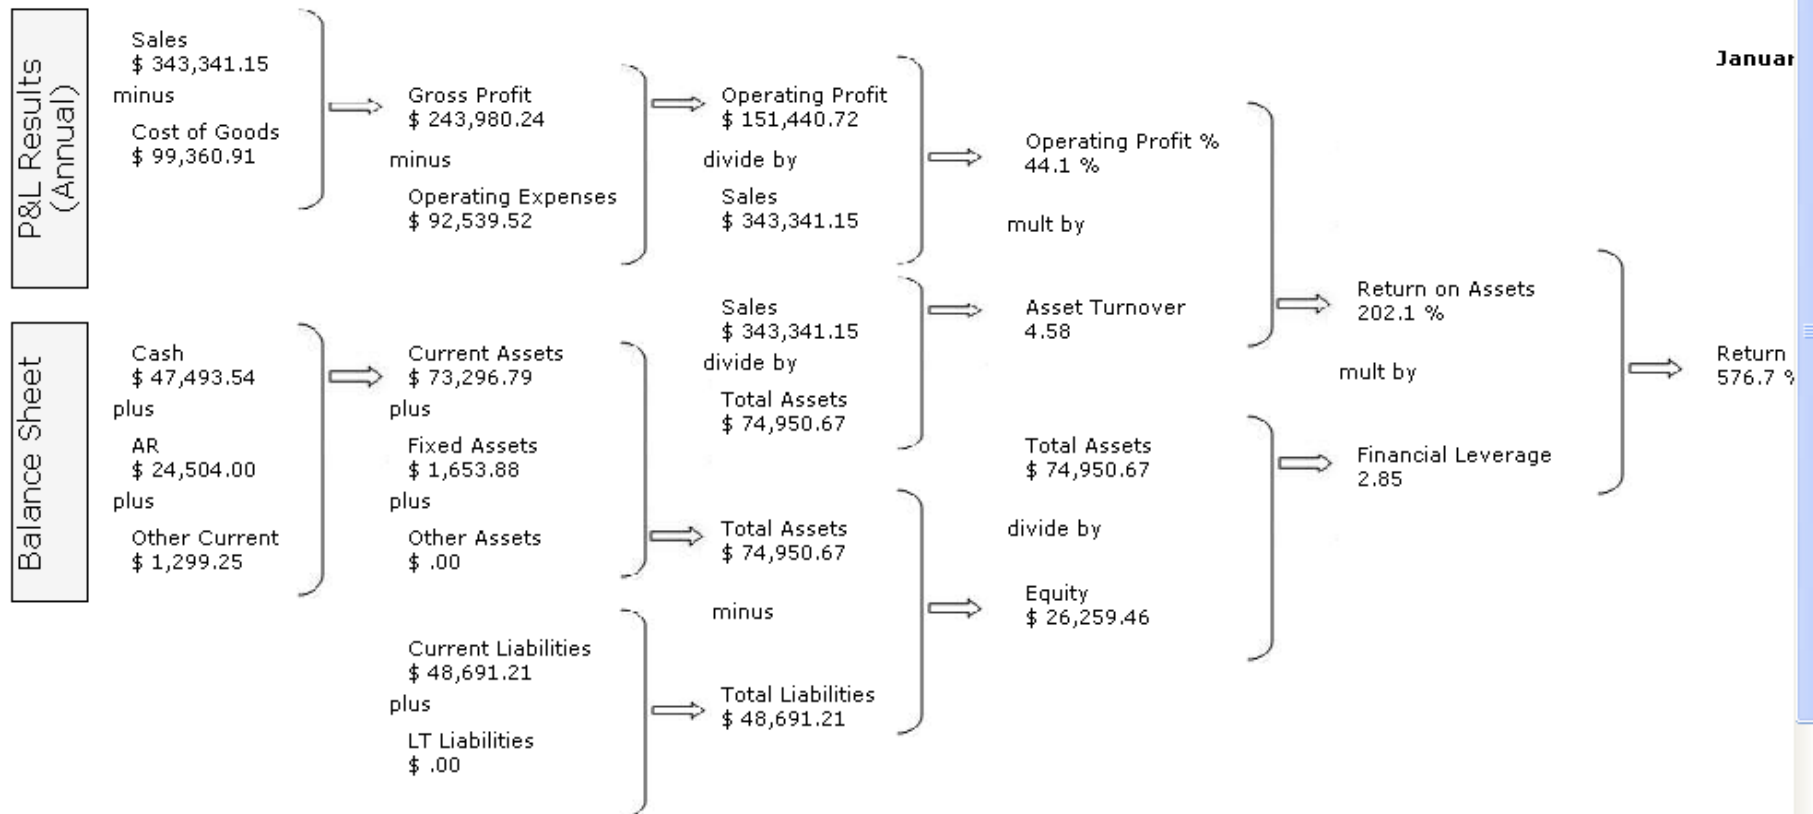 P&L Results
(Annual)
Sales
$ 343,341.15
minus
Cost of Goods
$ 99,360.91
Gross Profit
$ 243,980.24
minus
Operating Expenses
$ 92,539.52
Operating Profit
$ 151,440.72
divide by
Sales
$ 343,341.15
Operating Profit %
44.1 %
mult by
Sales
$ 343,341.15
divide by
Total Assets
$ 74,950.67
Asset Turnover
4.58
Return on Assets
202.1 %
mult by
Januar
Return
576.7 %
Balance Sheet
Cash
$ 47,493.54
plus
AR
$ 24,504.00
plus
Other Current
$ 1,299.25
Current Assets
$ 73,296.79
plus
Fixed Assets
$ 1,653.88
plus
Other Assets
$ .00
Total Assets
$ 74,950.67
minus
Current Liabilities
$ 48,691.21
plus
LT Liabilities
$ .00
Total Liabilities
$ 48,691.21
Total Assets
$ 74,950.67
divide by
Equity
$ 26,259.46
Financial Leverage
2.85